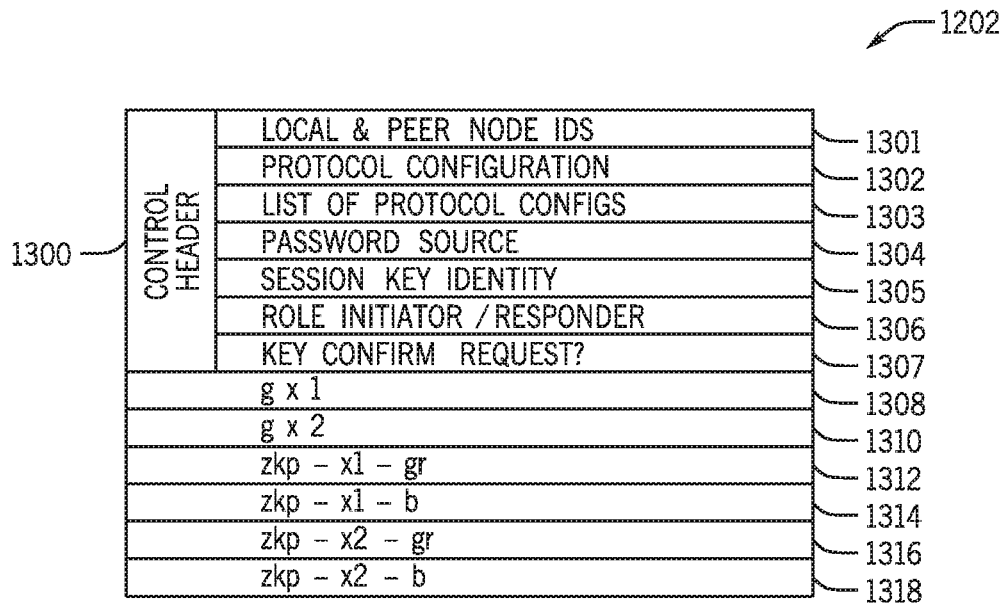 1202
LOCAL & PEER NODE IDS 1301
PROTOCOL CONFIGURATION 1302
LIST OF PROTOCOL CONFIGS 1303
PASSWORD SOURCE 1304
1300 CONTROL HEADER
SESSION KEY IDENTITY 1305
ROLE INITIATOR / RESPONDER 1306
KEY CONFIRM REQUEST? 1307
g x 1 1308
g x 2 1310
zkp - x1 - gr 1312
zkp - x1 - b 1314
zkp - x2 - gr 1316
zkp - x2 - b 1318